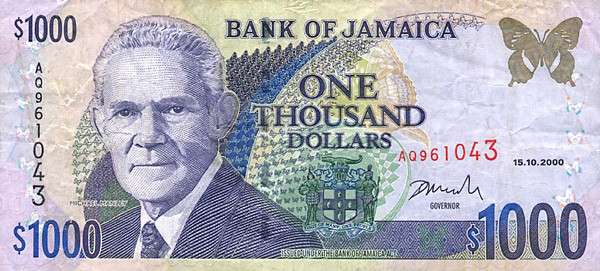 $1000
BANK OF JAMAICA
AQ961043
ONE
THOUSAND
DOLLARS
AQ961043
15.10.2000
MICHAEL MANLEY
GOVERNOR
$1000
ISSUED UNDER THE BANK OF JAMAICA ACT
$1000